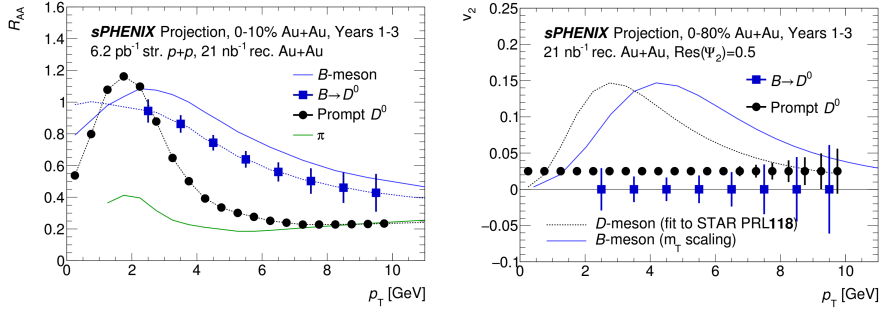 R_AA
sPHENIX Projection, 0-10% Au+Au, Years 1-3
6.2 pb⁻¹ str. p+p, 21 nb⁻¹ rec. Au+Au
B-meson
B→D⁰
Prompt D⁰
π
1.6
1.4
1.2
1
0.8
0.6
0.4
0.2
0
0 2 4 6 8 10
p_T [GeV]
v₂
sPHENIX Projection, 0-80% Au+Au, Years 1-3
21 nb⁻¹ rec. Au+Au, Res(Ψ₂)=0.5
B→D⁰
Prompt D⁰
D-meson (fit to STAR PRL118)
B-meson (m_T scaling)
0.25
0.2
0.15
0.1
0.05
0
−0.05
−0.1
0 2 4 6 8 10
p_T [GeV]